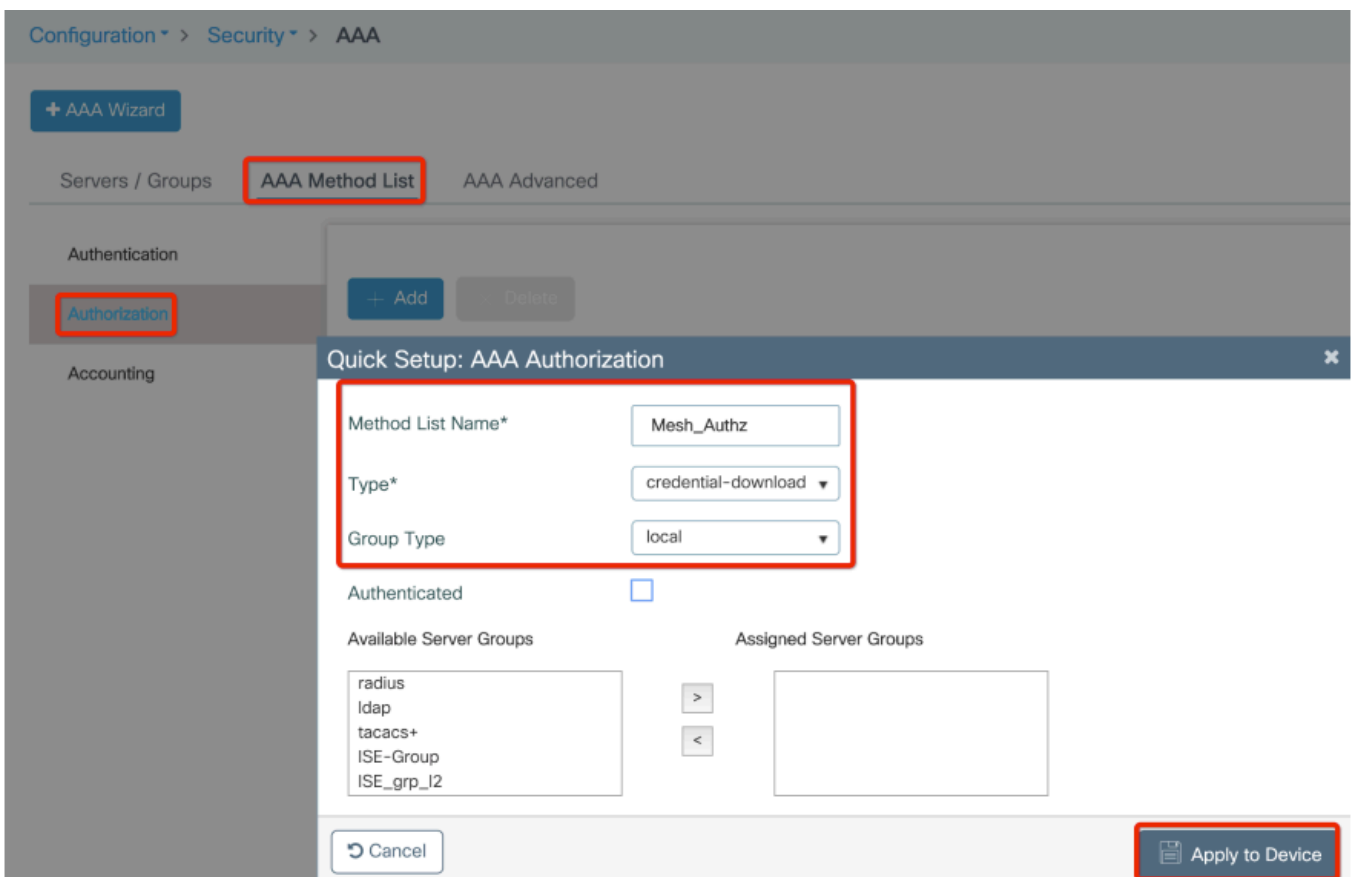 Configuration > Security > AAA
+ AAA Wizard
Servers / Groups AAA Method List AAA Advanced
Authentication
Authorization
Accounting
+ Add × Delete
Quick Setup: AAA Authorization ×
Method List Name* Mesh_Authz
Type* credential-download
Group Type local
Authenticated
Available Server Groups Assigned Server Groups
radius
ldap
tacacs+
ISE-Group
ISE_grp_l2
>
<
Cancel Apply to Device